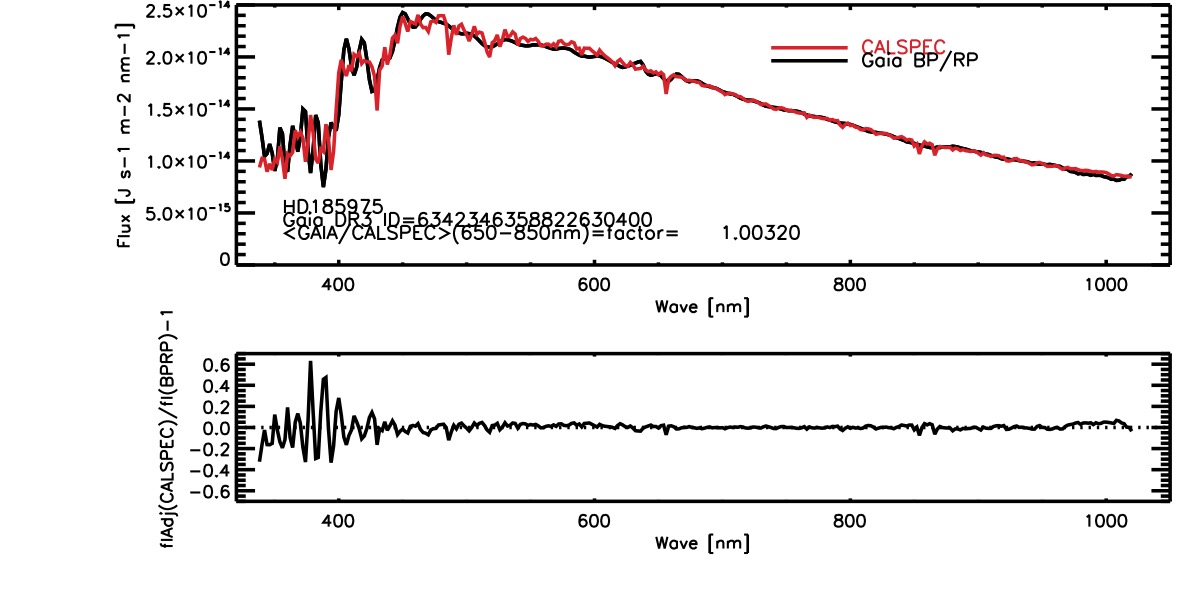 2.5×10⁻¹⁴
2.0×10⁻¹⁴
1.5×10⁻¹⁴
1.0×10⁻¹⁴
5.0×10⁻¹⁵
0
Flux [J s−1 m−2 nm−1]
CALSPEC
Gaia BP/RP
HD185975
Gaia DR3 ID=6342346358822630400
<GAIA/CALSPEC>(650−850nm)=factor= 1.00320
400 600 800 1000
Wave [nm]
flAdj(CALSPEC)/fl(BPRP)−1
0.6
0.4
0.2
0.0
−0.2
−0.4
−0.6
400 600 800 1000
Wave [nm]